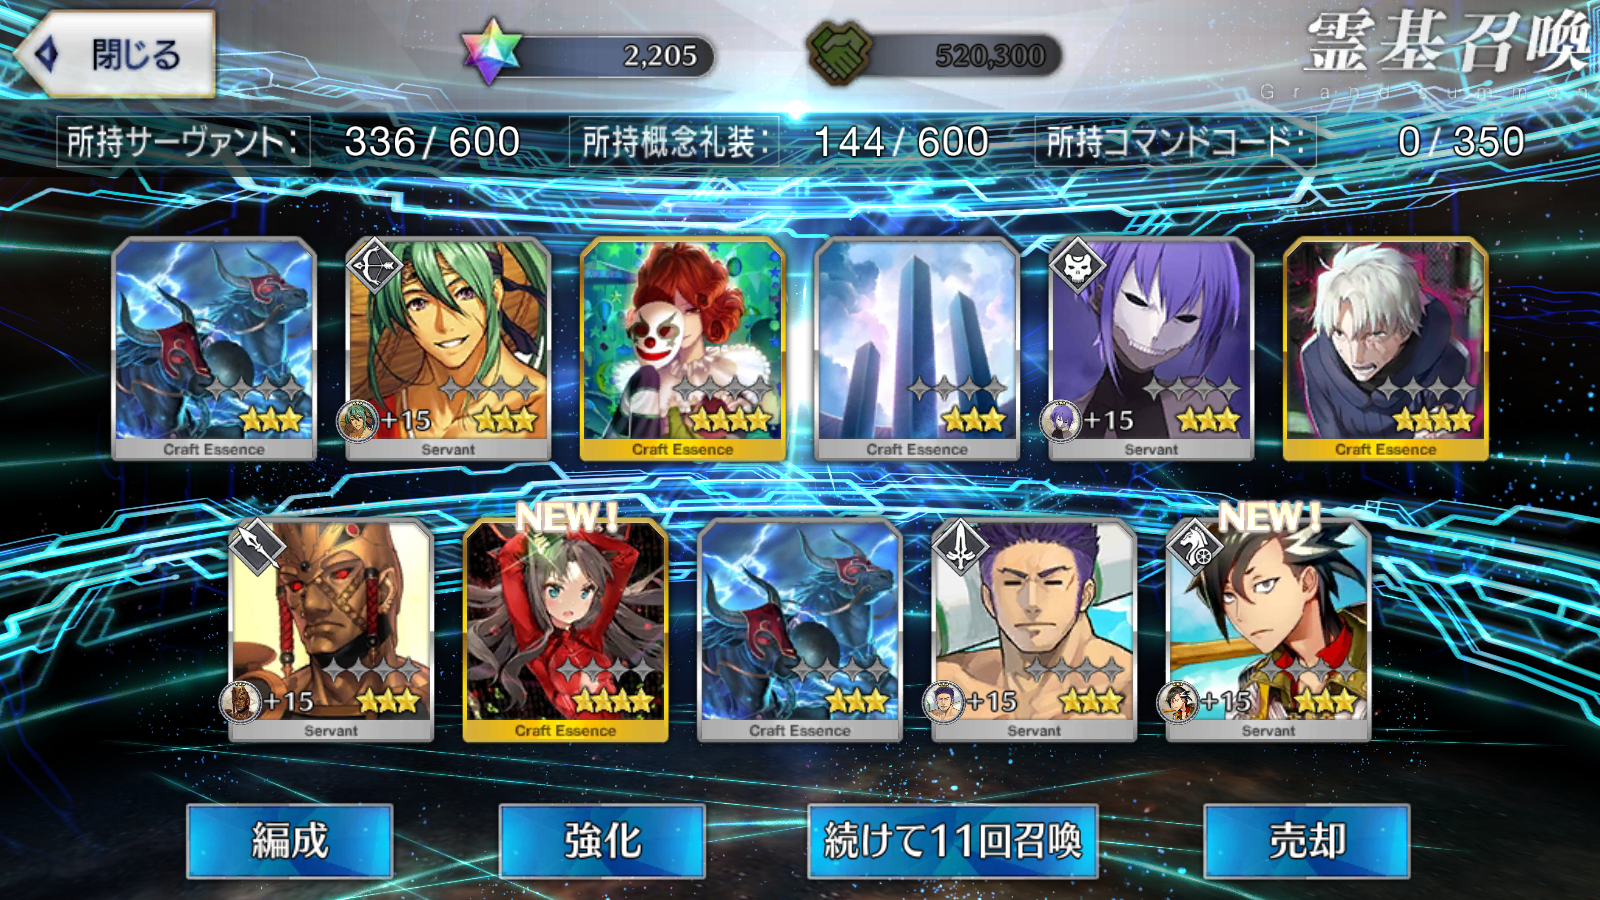 閉じる
2,205
520,300
霊基召喚
Grand Summon
所持サーヴァント: 336/600
所持概念礼装: 144/600
所持コマンドコード: 0/350
+15
+15
Craft Essence
Servant
Craft Essence
Craft Essence
Servant
Craft Essence
NEW!
NEW!
+15
+15
+15
Servant
Craft Essence
Craft Essence
Servant
Servant
編成
強化
続けて11回召喚
売却